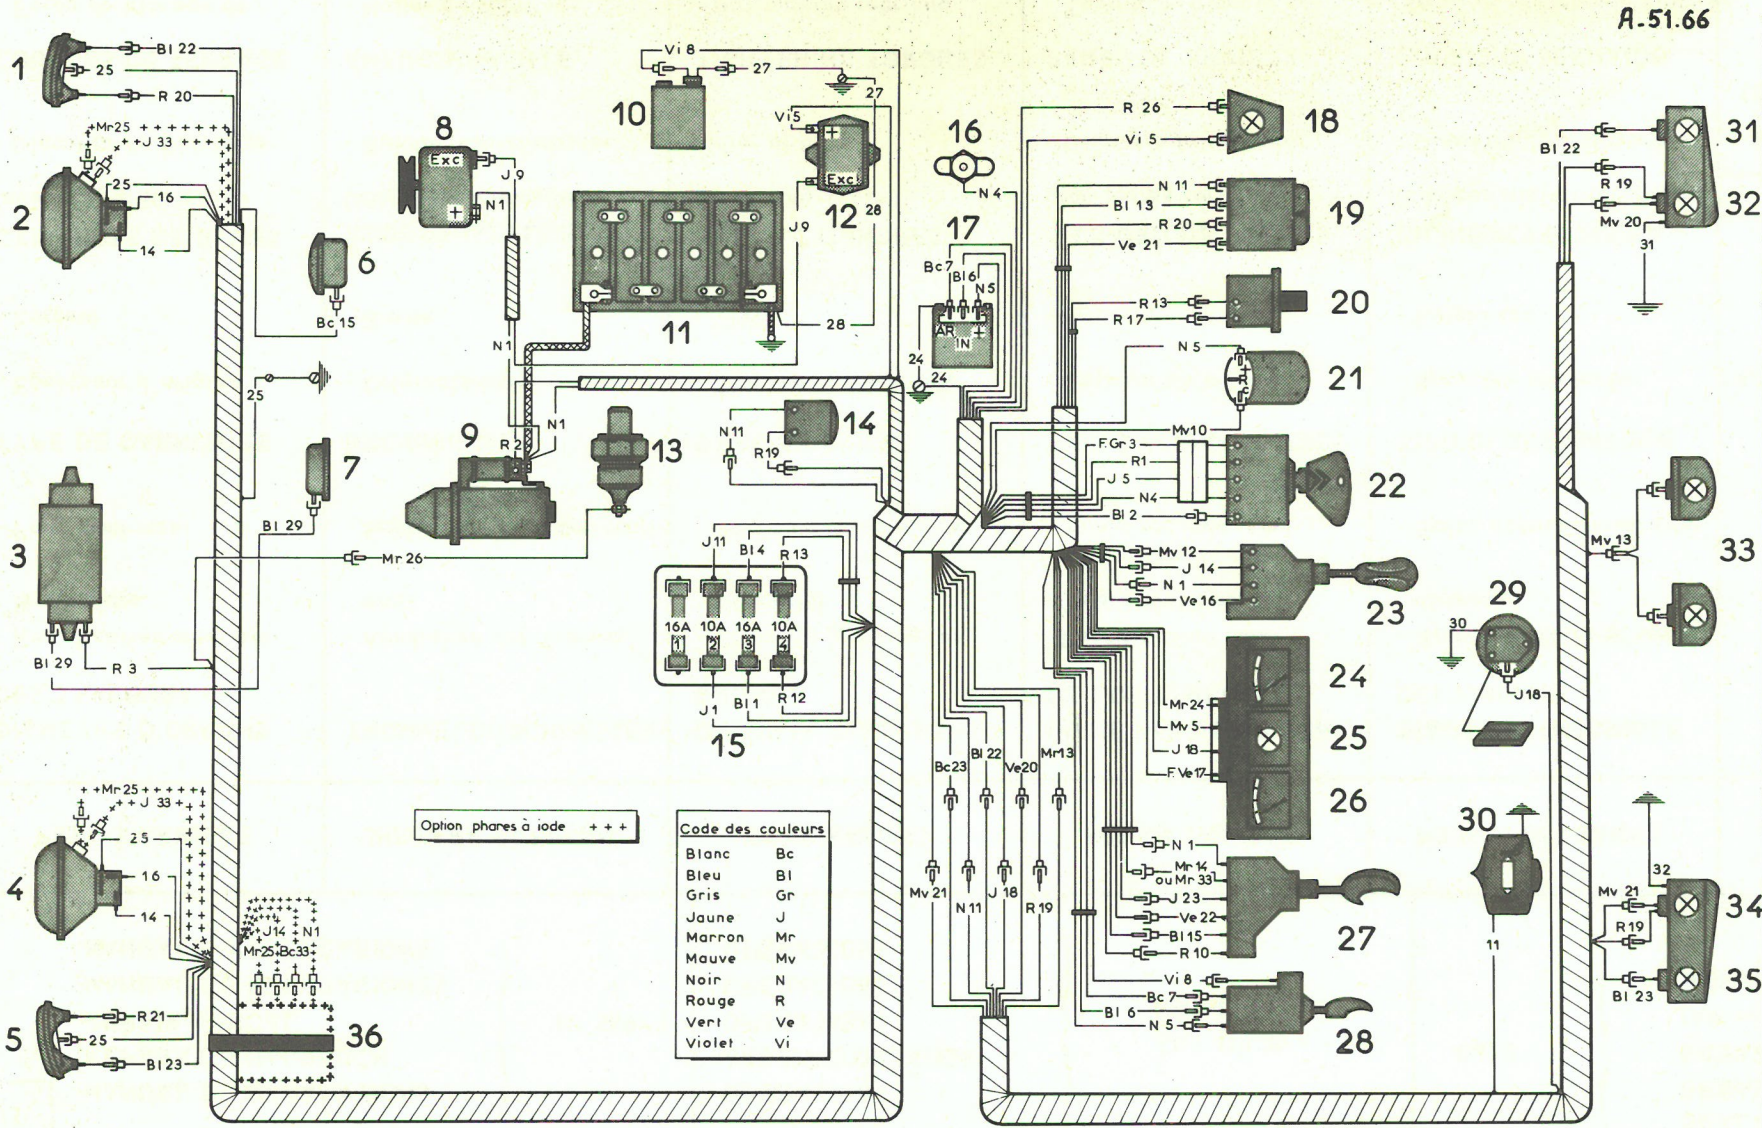 A.51.66
1
Bl 22
25
R 20
Mr25
J 33
2
25
16
14
6
Bc 15
25
7
Bl 29
3
Bl 29
R 3
Mr 26
8
Exc
+
J 9
N 1
N 1
9
R 2
N 1
10
Vi 8
27
27
Vi 5
+
Exc
12
28
J 9
11
28
13
14
N 11
R 19
15
J 11
Bl 4
R 13
16A
10A
16A
10A
1
2
3
4
J 1
Bl 1
R 12
16
N 4
17
Bc 7
Bl 6
N 5
AR
IN
+
24
24
R 26
Vi 5
18
N 11
Bl 13
R 20
Ve 21
19
R 13
R 17
20
N 5
Mv 10
21
F.Gr 3
R 1
J 5
N 4
Bl 2
22
Mv 12
J 14
N 1
Ve 16
23
Mr 24
Mv 5
J 18
F. Ve 17
24
25
26
Bc 23
Bl 22
Ve 20
Mr 13
Mv 21
N 11
J 18
R 19
N 1
Mr 14
ou Mr 33
J 23
Ve 22
Bl 15
R 10
27
Vi 8
Bc 7
Bl 6
N 5
28
29
30
J 18
30
11
Bl 22
R 19
Mv 20
31
31
32
Mv 13
33
32
Mv 21
R 19
Bl 23
34
35
Mr25
J 33
4
25
16
14
J14
N1
Mr25
Bc33
5
R 21
25
Bl 23
36
Option phares à iode + + +
Code des couleurs
Blanc Bc
Bleu Bl
Gris Gr
Jaune J
Marron Mr
Mauve Mv
Noir N
Rouge R
Vert Ve
Violet Vi